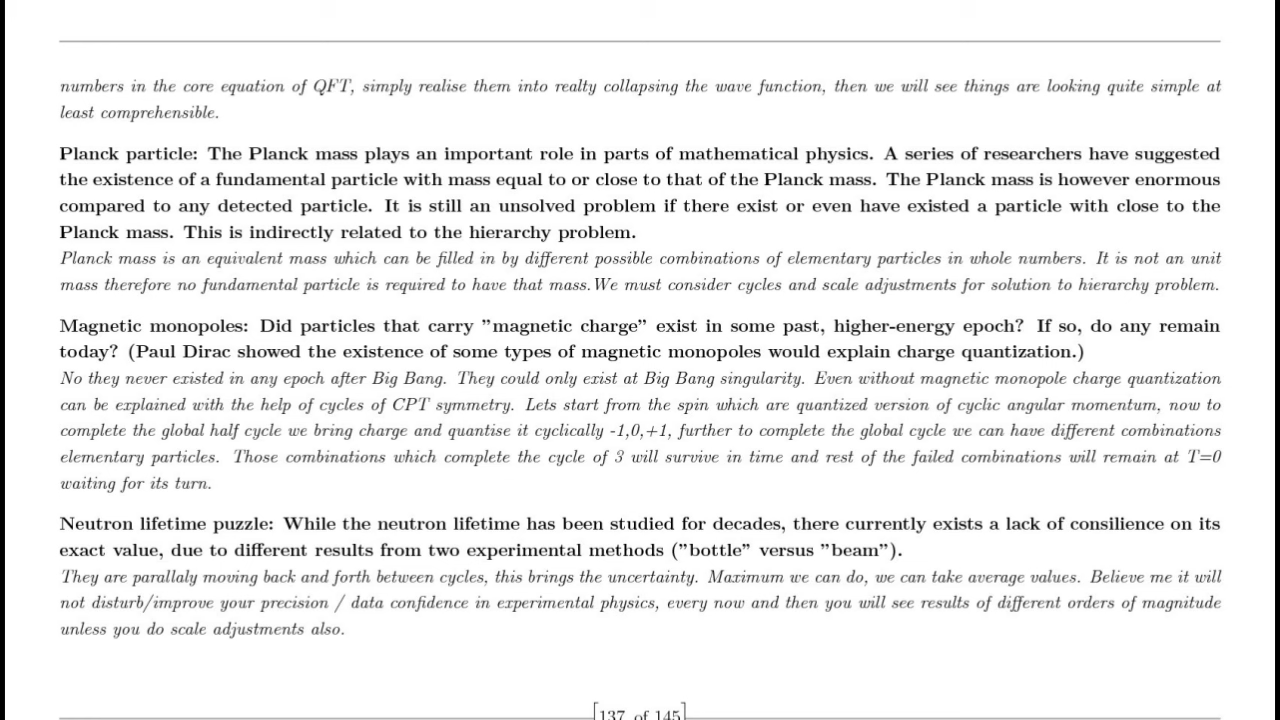 numbers in the core equation of QFT, simply realise them into realty collapsing the wave function, then we will see things are looking quite simple at
least comprehensible.
Planck particle: The Planck mass plays an important role in parts of mathematical physics. A series of researchers have suggested
the existence of a fundamental particle with mass equal to or close to that of the Planck mass. The Planck mass is however enormous
compared to any detected particle. It is still an unsolved problem if there exist or even have existed a particle with close to the
Planck mass. This is indirectly related to the hierarchy problem.
Planck mass is an equivalent mass which can be filled in by different possible combinations of elementary particles in whole numbers. It is not an unit
mass therefore no fundamental particle is required to have that mass.We must consider cycles and scale adjustments for solution to hierarchy problem.
Magnetic monopoles: Did particles that carry ”magnetic charge” exist in some past, higher-energy epoch? If so, do any remain
today? (Paul Dirac showed the existence of some types of magnetic monopoles would explain charge quantization.)
No they never existed in any epoch after Big Bang. They could only exist at Big Bang singularity. Even without magnetic monopole charge quantization
can be explained with the help of cycles of CPT symmetry. Lets start from the spin which are quantized version of cyclic angular momentum, now to
complete the global half cycle we bring charge and quantise it cyclically -1,0,+1, further to complete the global cycle we can have different combinations
elementary particles. Those combinations which complete the cycle of 3 will survive in time and rest of the failed combinations will remain at T=0
waiting for its turn.
Neutron lifetime puzzle: While the neutron lifetime has been studied for decades, there currently exists a lack of consilience on its
exact value, due to different results from two experimental methods (”bottle” versus ”beam”).
They are parallaly moving back and forth between cycles, this brings the uncertainty. Maximum we can do, we can take average values. Believe me it will
not disturb/improve your precision / data confidence in experimental physics, every now and then you will see results of different orders of magnitude
unless you do scale adjustments also.
[137 of 145]